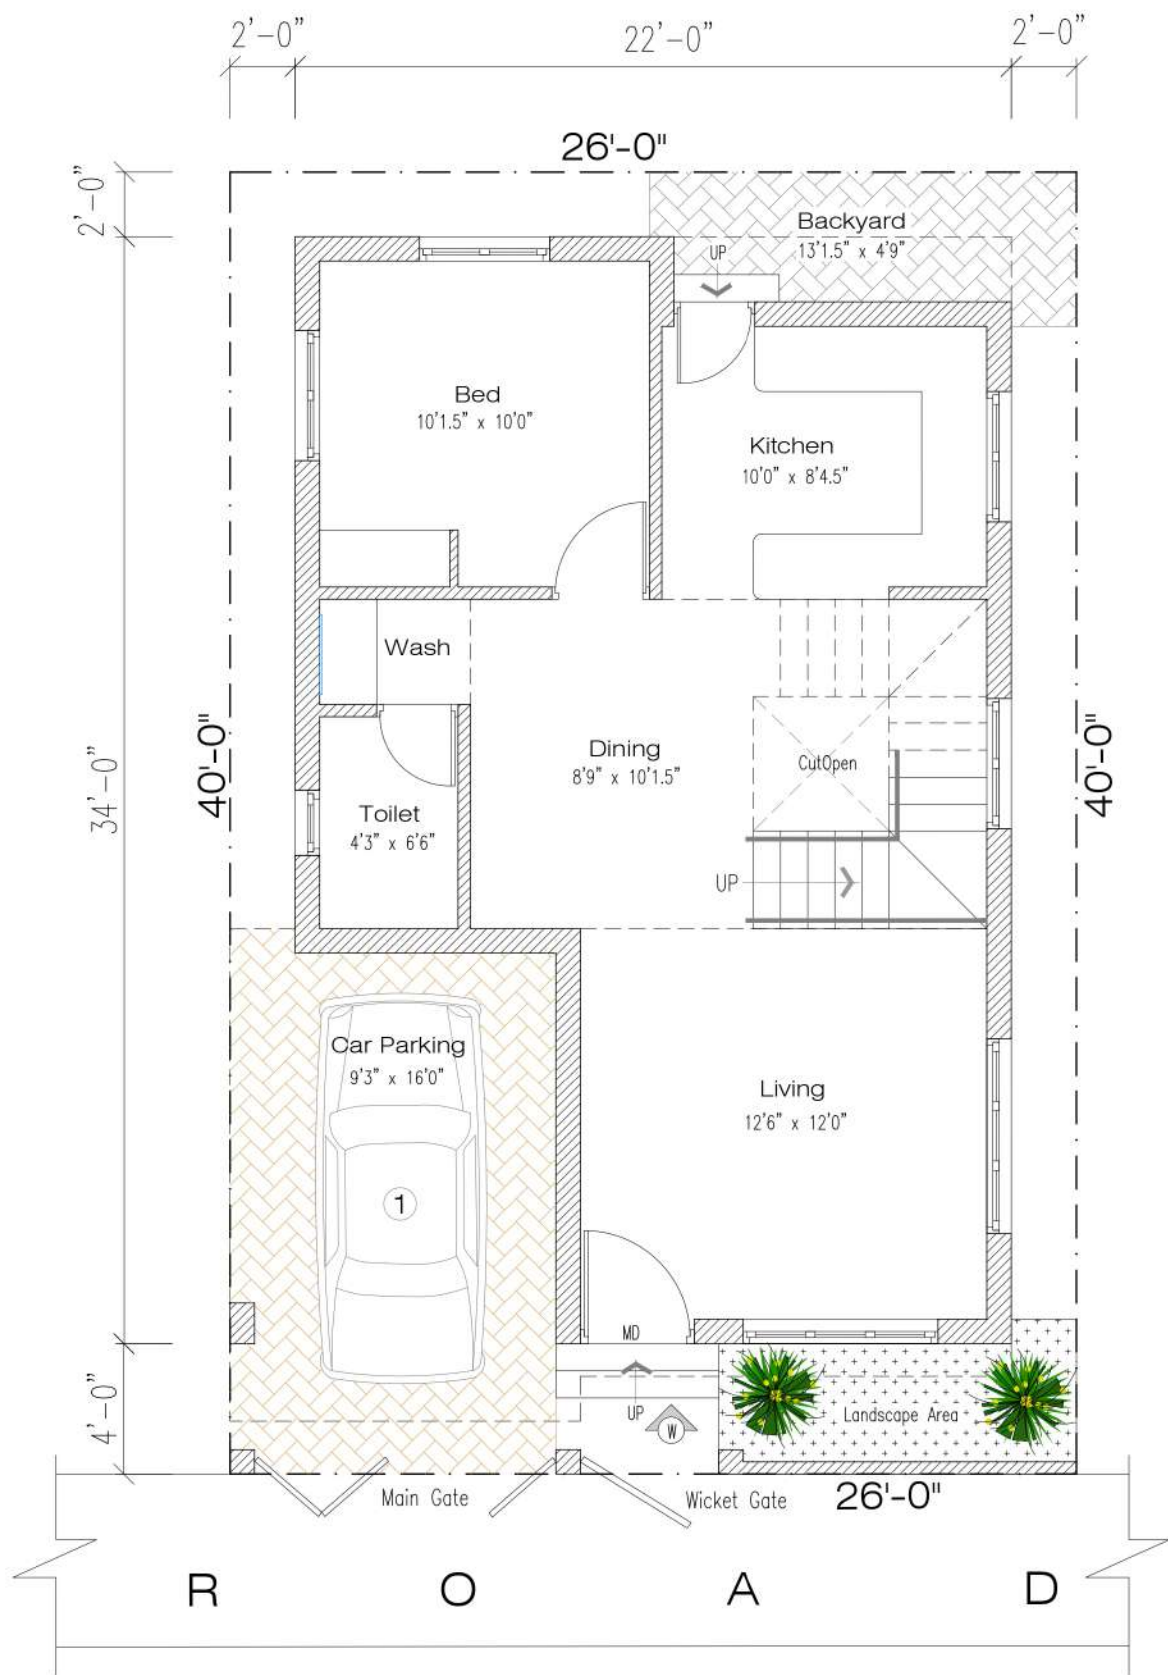 2'-0" 22'-0" 2'-0"
26'-0"
2'-0"
Backyard
13'1.5" x 4'9"
UP
Bed
10'1.5" x 10'0"
Kitchen
10'0" x 8'4.5"
Wash
34'-0"
40'-0"
Dining
8'9" x 10'1.5"
CutOpen
40'-0"
Toilet
4'3" x 6'6"
UP
Car Parking
9'3" x 16'0"
Living
12'6" x 12'0"
1
MD
4'-0"
UP
W
Landscape Area
Main Gate
Wicket Gate
26'-0"
R O A D